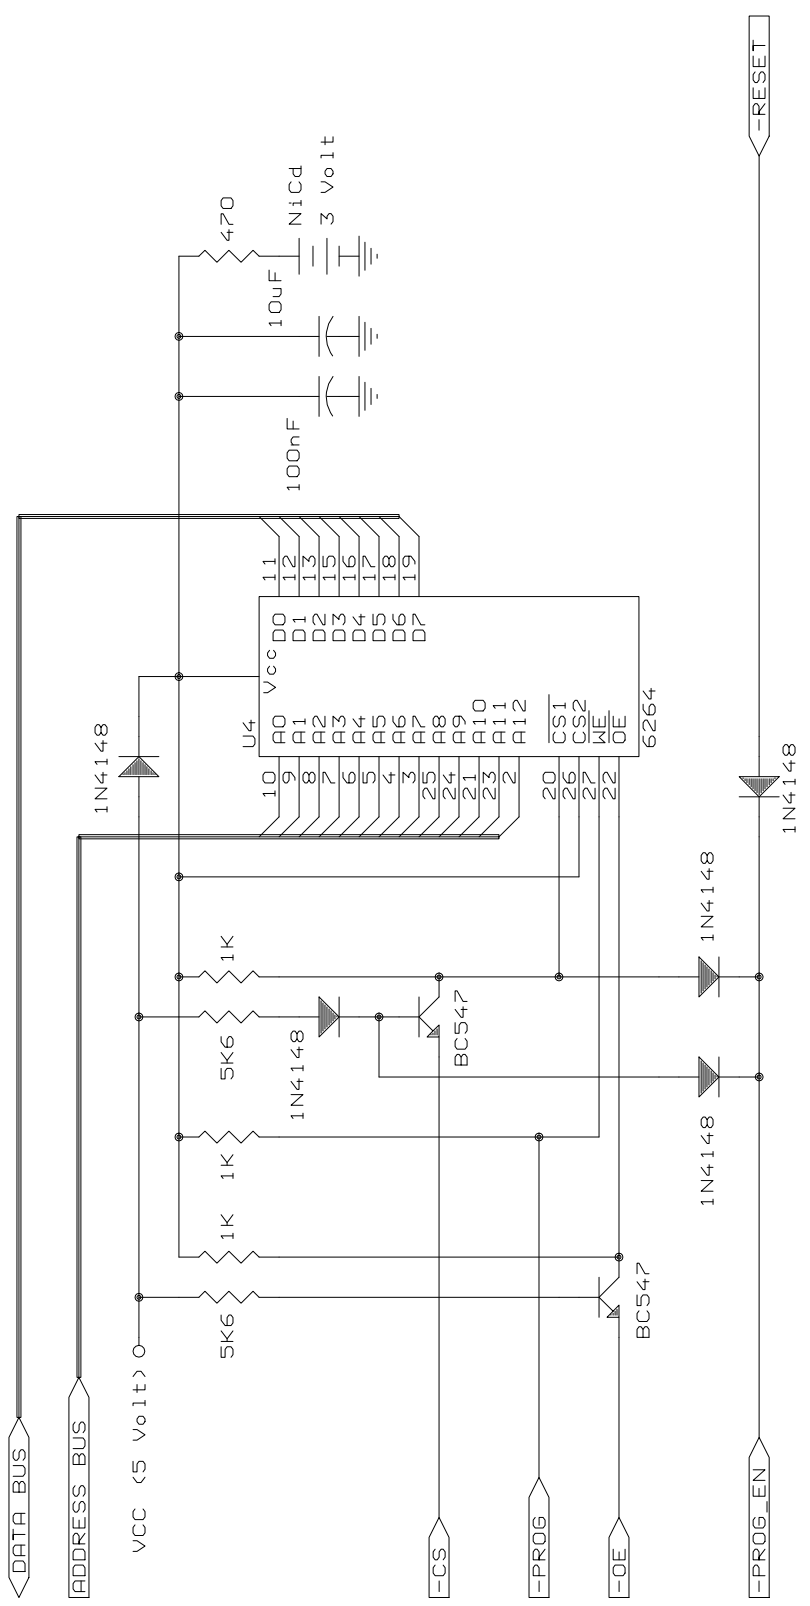 DATA BUS
ADDRESS BUS
VCC (5 Volt)
-CS
-PROG
-OE
-PROG_EN
-RESET
5K6
1K
1K
5K6
1K
1N4148
1N4148
BC547
BC547
1N4148
1N4148
1N4148
U4
Vcc
10 A0
9 A1
8 A2
7 A3
6 A4
5 A5
4 A6
3 A7
25 A8
24 A9
21 A10
23 A11
2 A12
20 CS1
26 CS2
27 WE
22 OE
D0 11
D1 12
D2 13
D3 15
D4 16
D5 17
D6 18
D7 19
6264
100nF
10uF
470
NiCd
3 Volt